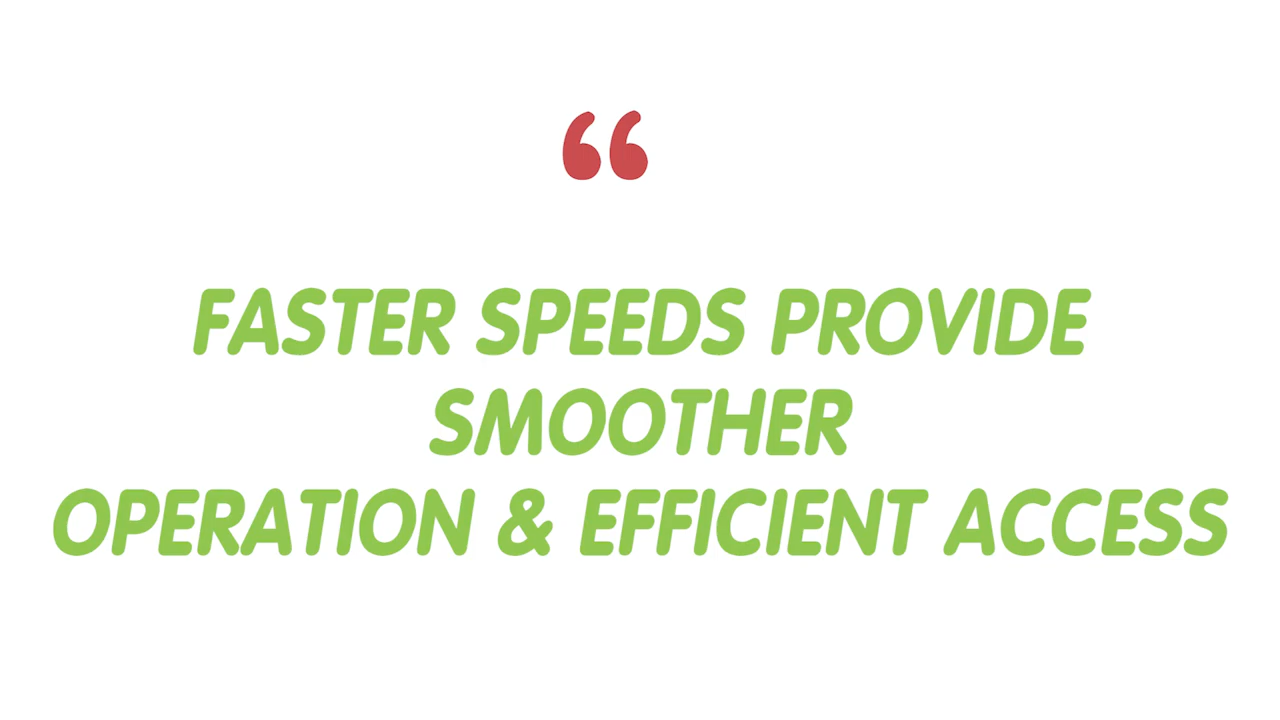 “
FASTER SPEEDS PROVIDE
SMOOTHER
OPERATION & EFFICIENT ACCESS